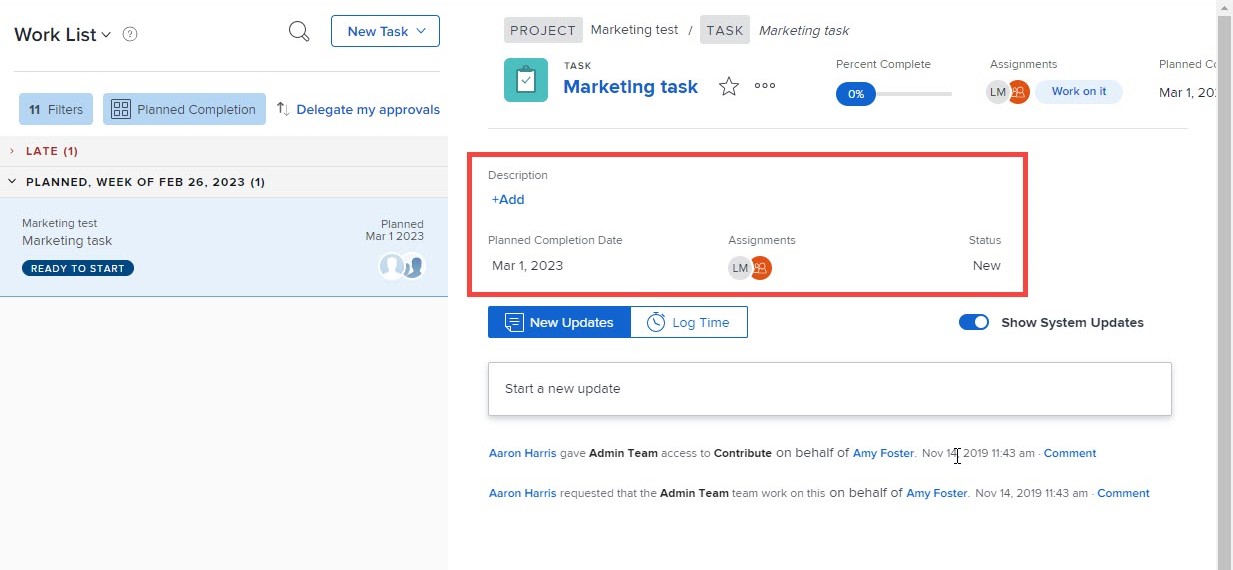 Work List
?
New Task
11 Filters
Planned Completion
Delegate my approvals
LATE (1)
PLANNED, WEEK OF FEB 26, 2023 (1)
Marketing test
Marketing task
READY TO START
Planned
Mar 1 2023
PROJECT Marketing test / TASK Marketing task
TASK
Marketing task
Percent Complete
0%
Assignments
LM Work on it
Planned Co
Mar 1, 20
Description
+Add
Planned Completion Date
Mar 1, 2023
Assignments
LM
Status
New
New Updates
Log Time
Show System Updates
Start a new update
Aaron Harris gave Admin Team access to Contribute on behalf of Amy Foster. Nov 14, 2019 11:43 am · Comment
Aaron Harris requested that the Admin Team team work on this on behalf of Amy Foster. Nov 14, 2019 11:43 am · Comment